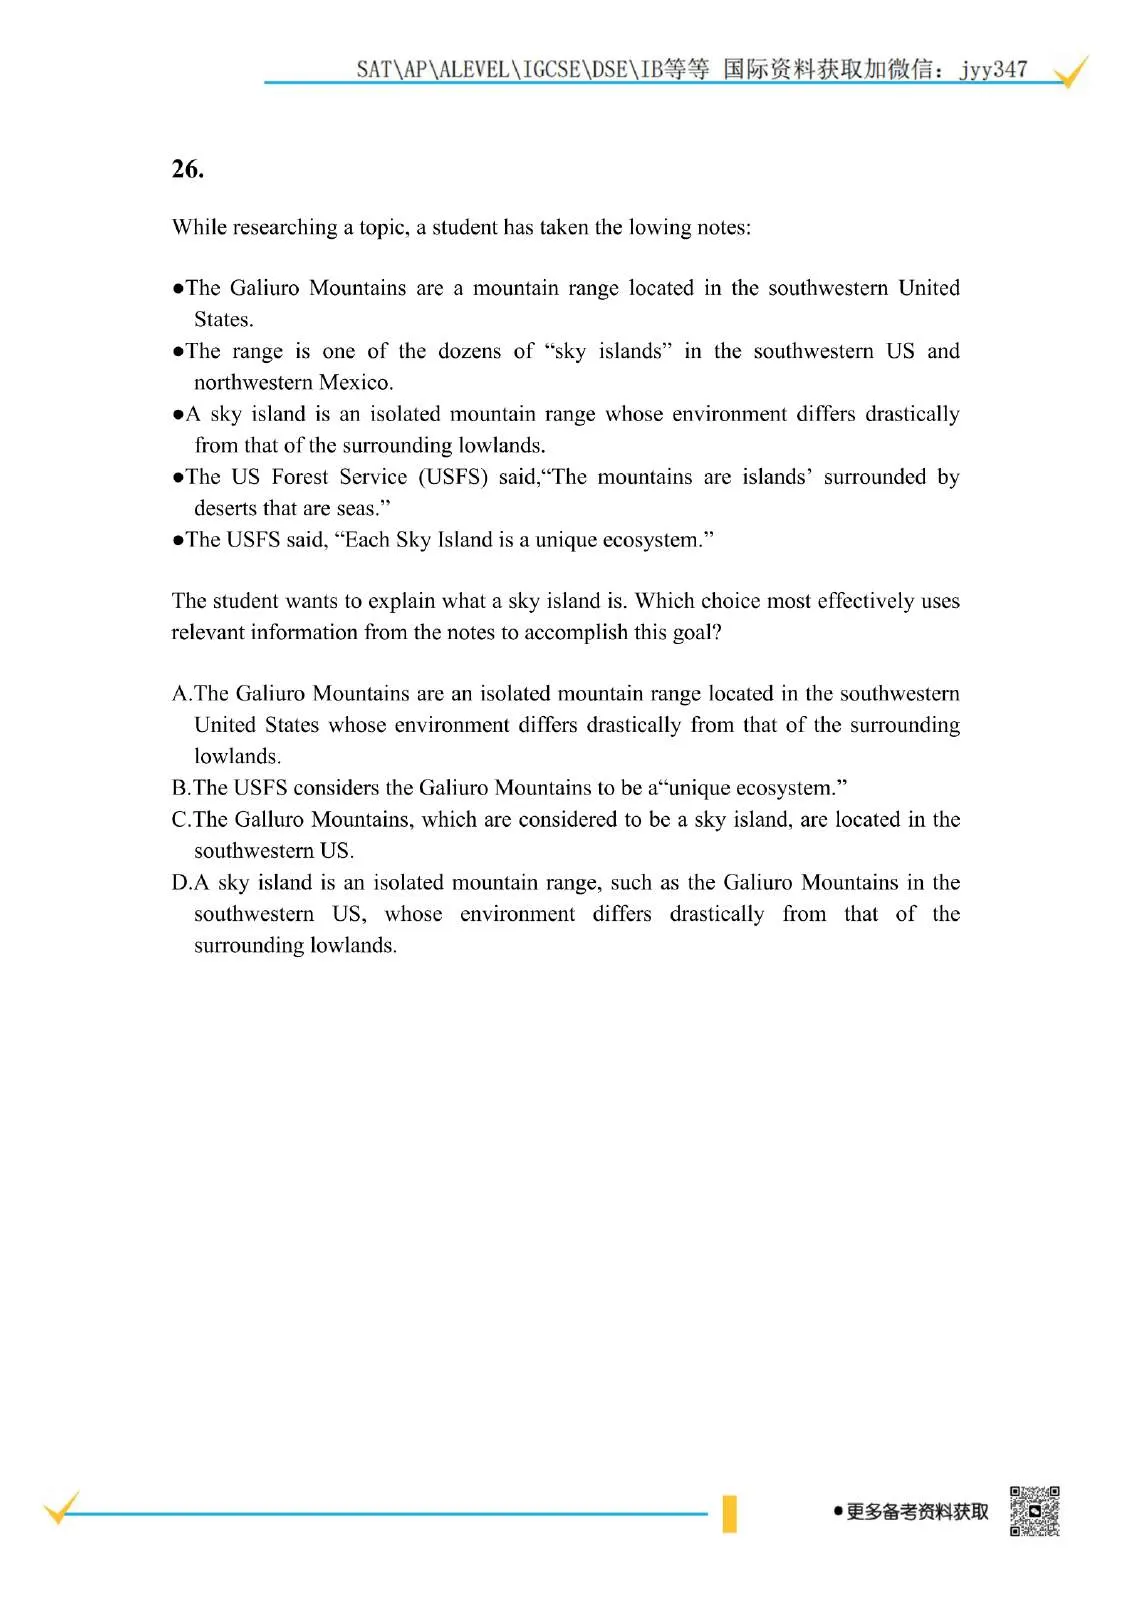 SAT\AP\ALEVEL\IGCSE\DSE\IB等等 国际资料获取加微信：jyy347
26.
While researching a topic, a student has taken the lowing notes:
●The Galiuro Mountains are a mountain range located in the southwestern United
States.
●The range is one of the dozens of “sky islands” in the southwestern US and
northwestern Mexico.
●A sky island is an isolated mountain range whose environment differs drastically
from that of the surrounding lowlands.
●The US Forest Service (USFS) said,“The mountains are islands’ surrounded by
deserts that are seas.”
●The USFS said, “Each Sky Island is a unique ecosystem.”
The student wants to explain what a sky island is. Which choice most effectively uses
relevant information from the notes to accomplish this goal?
A.The Galiuro Mountains are an isolated mountain range located in the southwestern
United States whose environment differs drastically from that of the surrounding
lowlands.
B.The USFS considers the Galiuro Mountains to be a“unique ecosystem.”
C.The Galluro Mountains, which are considered to be a sky island, are located in the
southwestern US.
D.A sky island is an isolated mountain range, such as the Galiuro Mountains in the
southwestern US, whose environment differs drastically from that of the
surrounding lowlands.
●更多备考资料获取